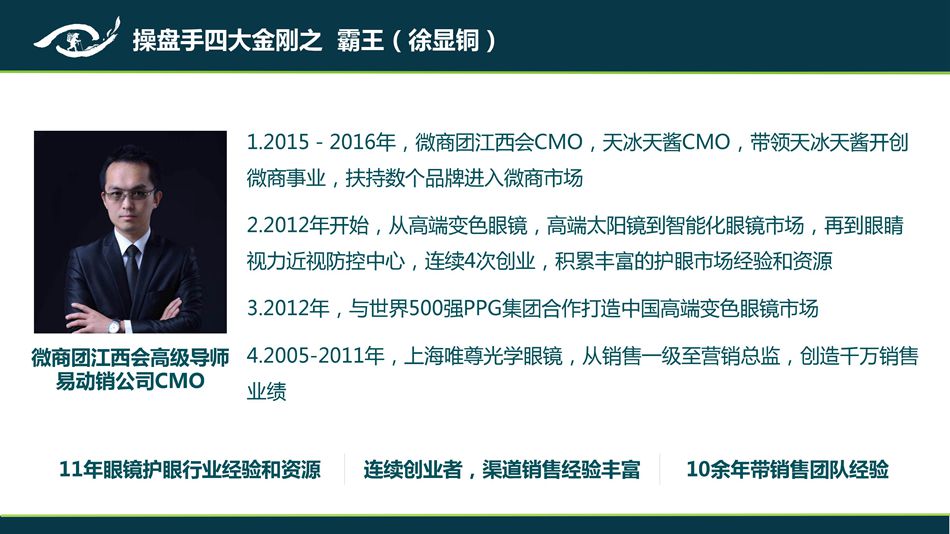 操盘手四大金刚之 霸王（徐显铜）
1.2015 - 2016年，微商团江西会CMO，天冰天酱CMO，带领天冰天酱开创
微商事业，扶持数个品牌进入微商市场
2.2012年开始，从高端变色眼镜，高端太阳镜到智能化眼镜市场，再到眼睛
视力近视防控中心，连续4次创业，积累丰富的护眼市场经验和资源
3.2012年，与世界500强PPG集团合作打造中国高端变色眼镜市场
4.2005-2011年，上海唯尊光学眼镜，从销售一级至营销总监，创造千万销售
业绩
微商团江西会高级导师
易动销公司CMO
11年眼镜护眼行业经验和资源
连续创业者，渠道销售经验丰富
10余年带销售团队经验